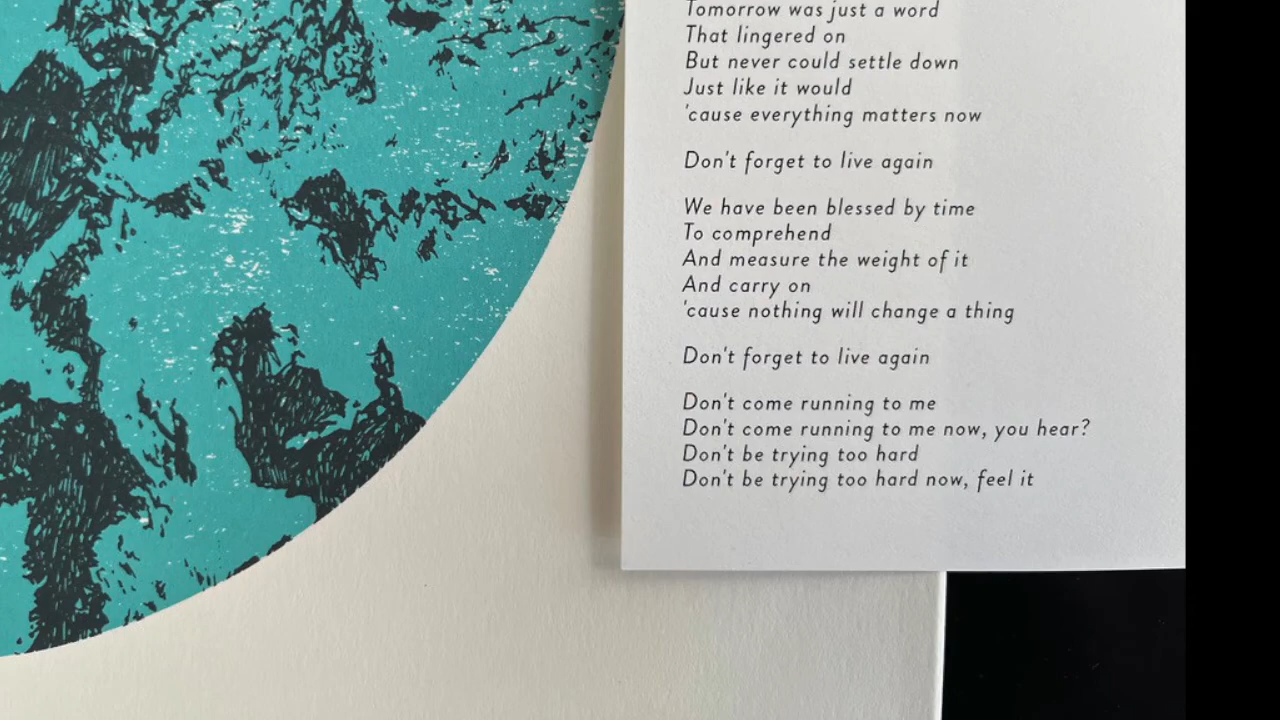 Tomorrow was just a word
That lingered on
But never could settle down
Just like it would
'cause everything matters now
Don't forget to live again
We have been blessed by time
To comprehend
And measure the weight of it
And carry on
'cause nothing will change a thing
Don't forget to live again
Don't come running to me
Don't come running to me now, you hear?
Don't be trying too hard
Don't be trying too hard now, feel it